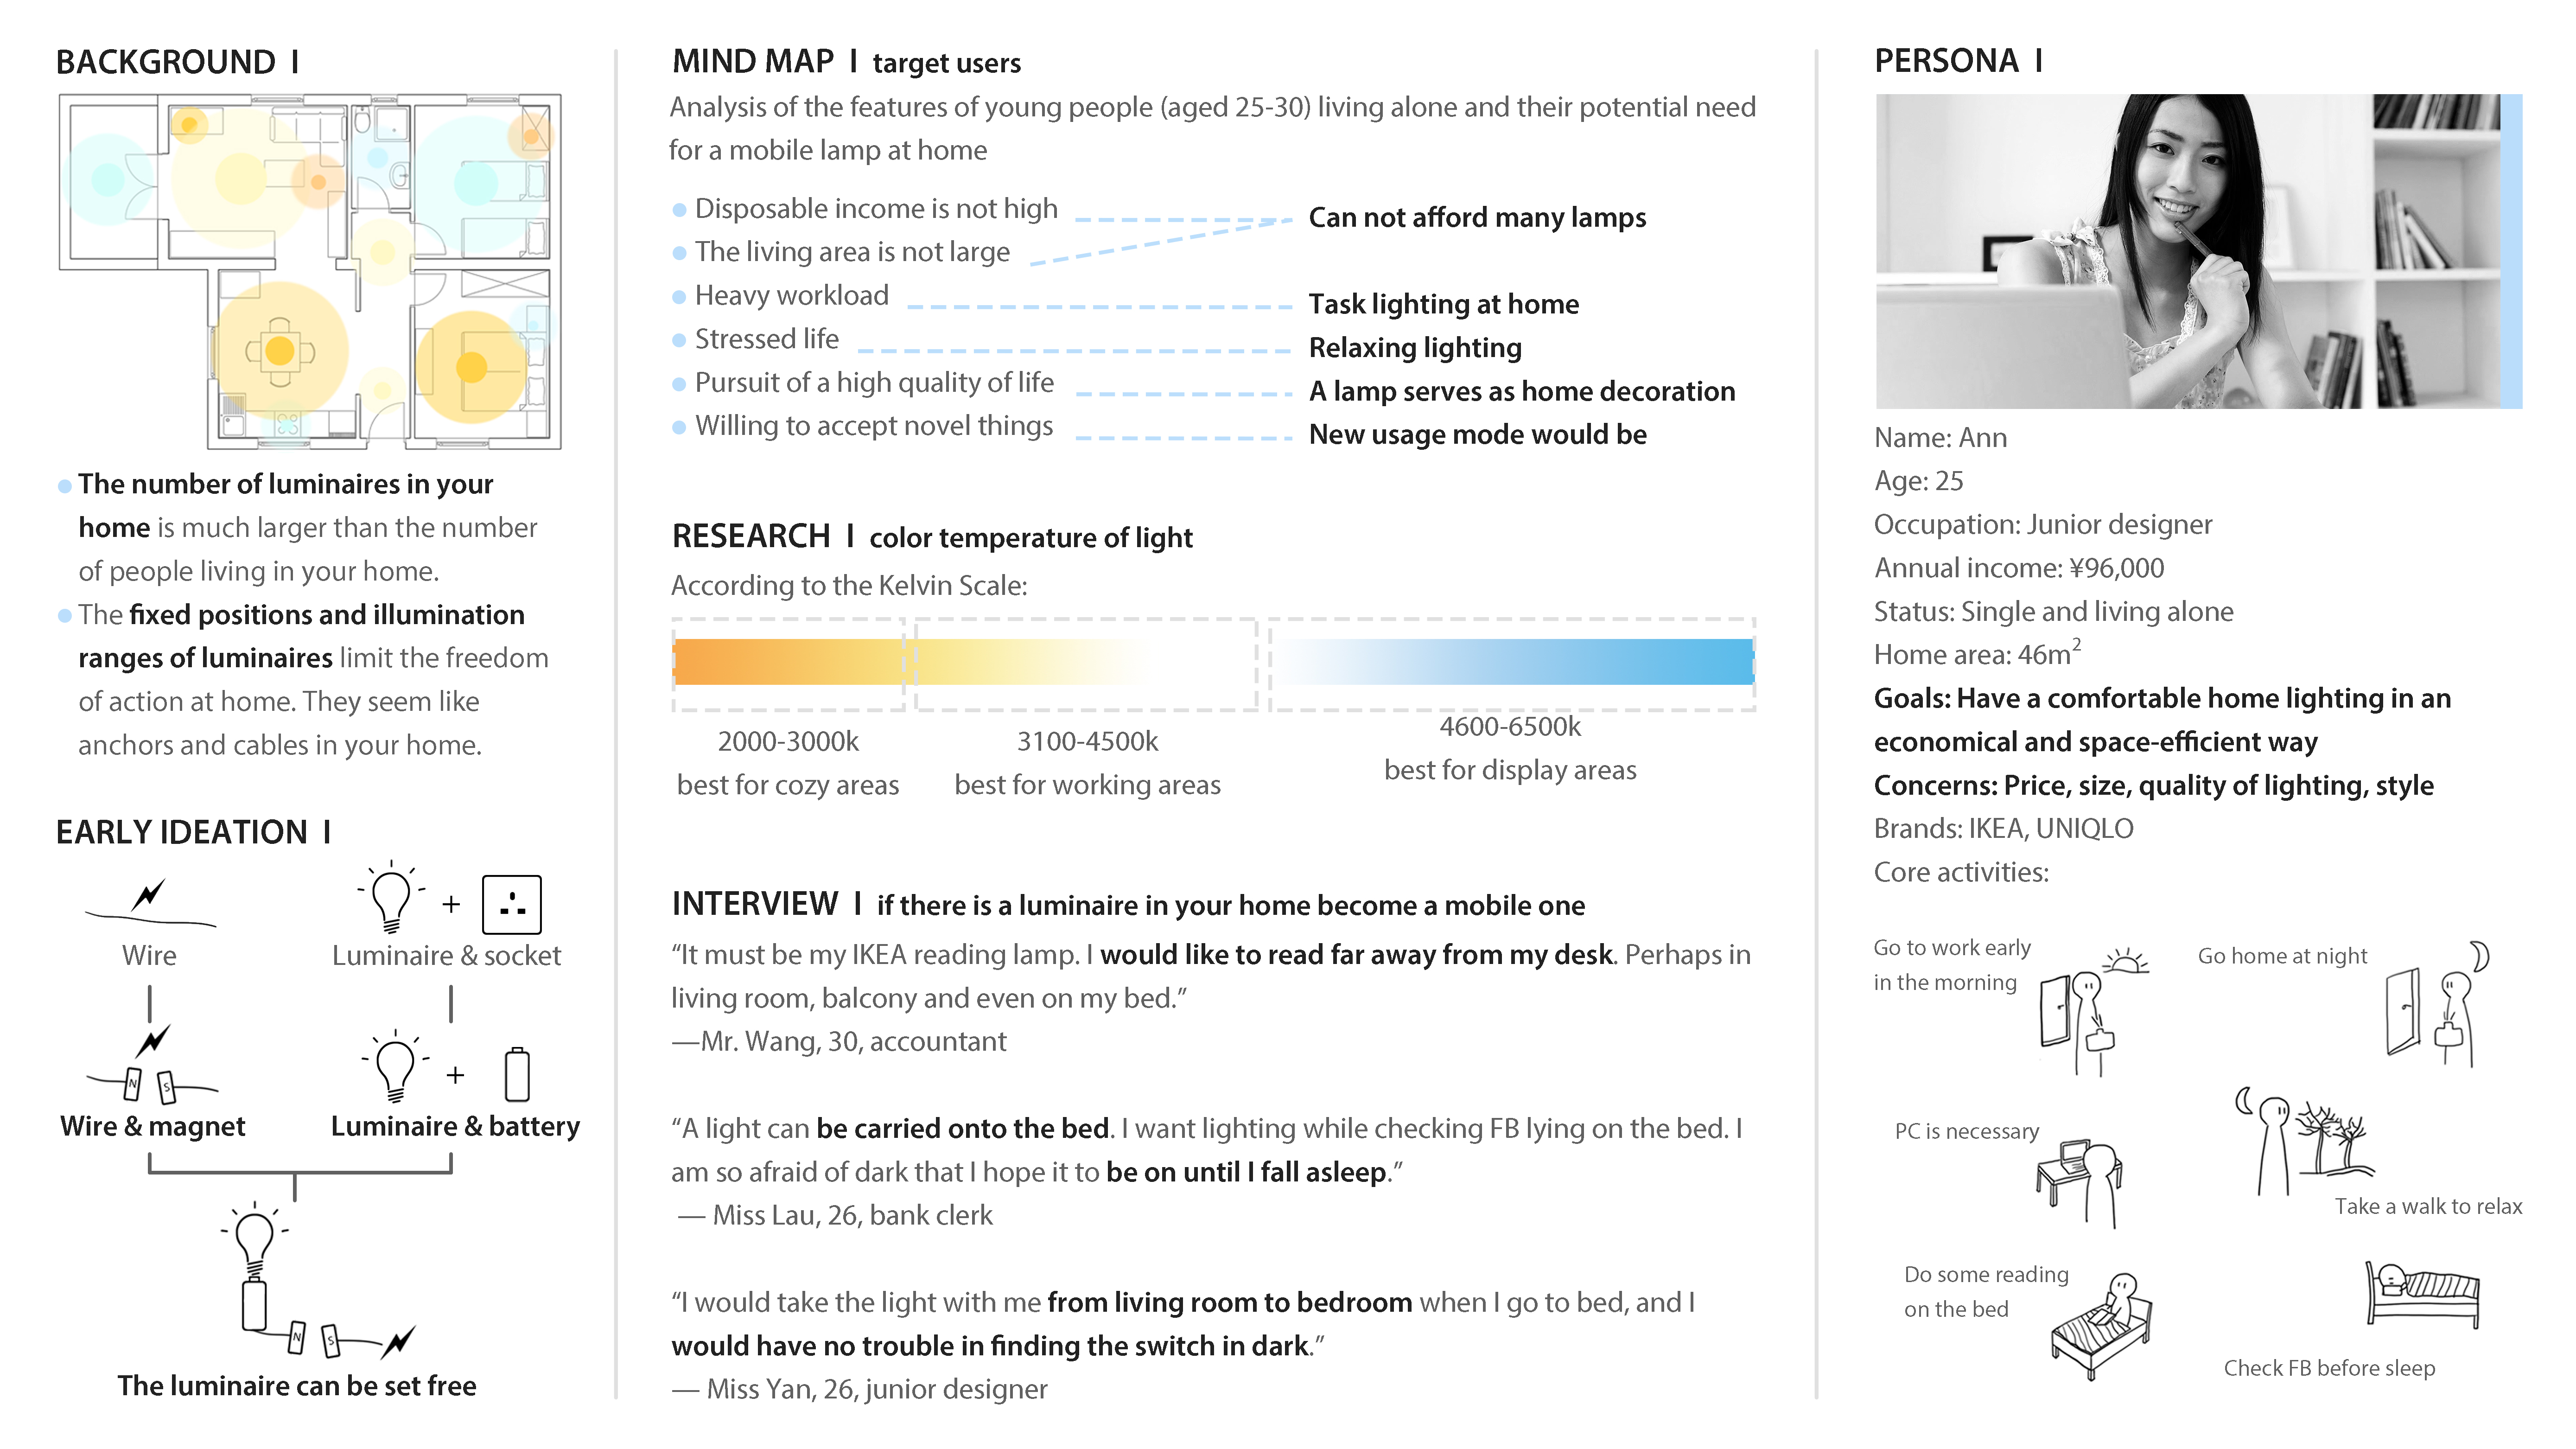 BACKGROUND I
The number of luminaires in your
home is much larger than the number
of people living in your home.
The fixed positions and illumination
ranges of luminaires limit the freedom
of action at home. They seem like
anchors and cables in your home.
EARLY IDEATION I
Wire
Luminaire & socket
N S
Wire & magnet
Luminaire & battery
N S
The luminaire can be set free
MIND MAP I target users
Analysis of the features of young people (aged 25-30) living alone and their potential need
for a mobile lamp at home
Disposable income is not high
The living area is not large
Can not afford many lamps
Heavy workload
Task lighting at home
Stressed life
Relaxing lighting
Pursuit of a high quality of life
A lamp serves as home decoration
Willing to accept novel things
New usage mode would be
RESEARCH I color temperature of light
According to the Kelvin Scale:
2000-3000k
best for cozy areas
3100-4500k
best for working areas
4600-6500k
best for display areas
INTERVIEW I if there is a luminaire in your home become a mobile one
“It must be my IKEA reading lamp. I would like to read far away from my desk. Perhaps in
living room, balcony and even on my bed.”
—Mr. Wang, 30, accountant
“A light can be carried onto the bed. I want lighting while checking FB lying on the bed. I
am so afraid of dark that I hope it to be on until I fall asleep.”
— Miss Lau, 26, bank clerk
“I would take the light with me from living room to bedroom when I go to bed, and I
would have no trouble in finding the switch in dark.”
— Miss Yan, 26, junior designer
PERSONA I
Name: Ann
Age: 25
Occupation: Junior designer
Annual income: ¥96,000
Status: Single and living alone
Home area: 46m²
Goals: Have a comfortable home lighting in an
economical and space-efficient way
Concerns: Price, size, quality of lighting, style
Brands: IKEA, UNIQLO
Core activities:
Go to work early
in the morning
Go home at night
PC is necessary
Take a walk to relax
Do some reading
on the bed
Check FB before sleep